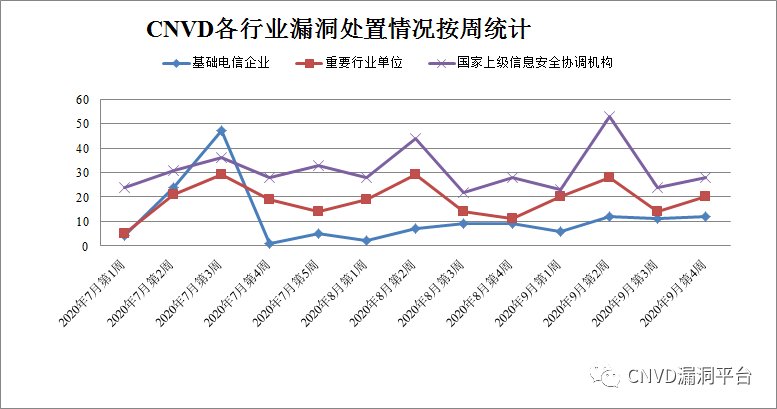 CNVD各行业漏洞处置情况按周统计
基础电信企业 重要行业单位 国家上级信息安全协调机构
60
50
40
30
20
10
0
2020年7月第1周
2020年7月第2周
2020年7月第3周
2020年7月第4周
2020年7月第5周
2020年8月第1周
2020年8月第2周
2020年8月第3周
2020年8月第4周
2020年9月第1周
2020年9月第2周
2020年9月第3周
2020年9月第4周
CNVD漏洞平台